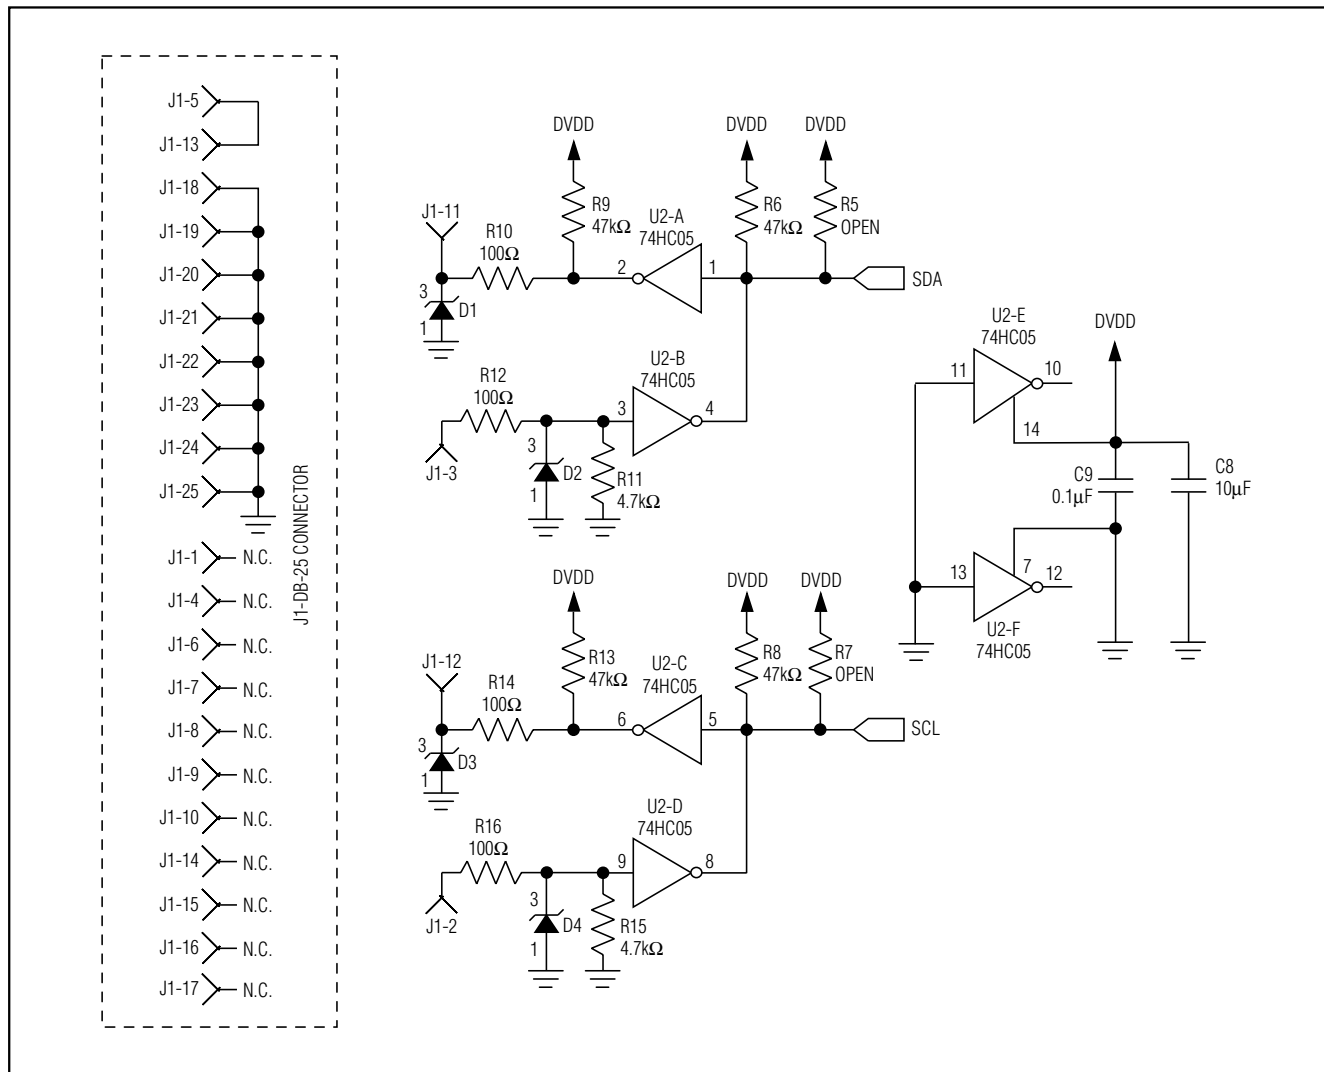 J1-5
J1-13
J1-18
J1-19
J1-20
J1-21
J1-22
J1-23
J1-24
J1-25
J1-1 N.C.
J1-4 N.C.
J1-6 N.C.
J1-7 N.C.
J1-8 N.C.
J1-9 N.C.
J1-10 N.C.
J1-14 N.C.
J1-15 N.C.
J1-16 N.C.
J1-17 N.C.
J1-DB-25 CONNECTOR
DVDD
DVDD
DVDD
J1-11
R10
100Ω
R9
47kΩ
U2-A
74HC05
R6
47kΩ
R5
OPEN
2
1
SDA
3
D1
1
R12
100Ω
U2-B
74HC05
3
4
J1-3
3
D2
1
R11
4.7kΩ
DVDD
DVDD
DVDD
J1-12
R14
100Ω
R13
47kΩ
U2-C
74HC05
R8
47kΩ
R7
OPEN
6
5
SCL
3
D3
1
R16
100Ω
U2-D
74HC05
9
8
J1-2
3
D4
1
R15
4.7kΩ
U2-E
74HC05
DVDD
11
10
14
C9
0.1µF
C8
10µF
13
7
12
U2-F
74HC05